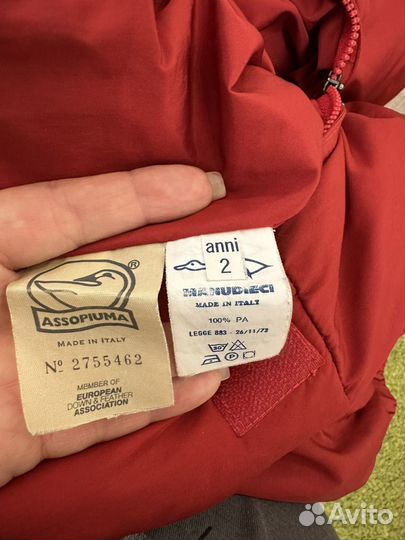 ®
ASSOPIUMA
MADE IN ITALY
Nº 2755462
MEMBER OF
EUROPEAN
DOWN & FEATHER
ASSOCIATION
anni
2
MANUDIECI
MADE IN ITALY
100% PA
LEGGE 883 - 26/11/73
30
P
Avito